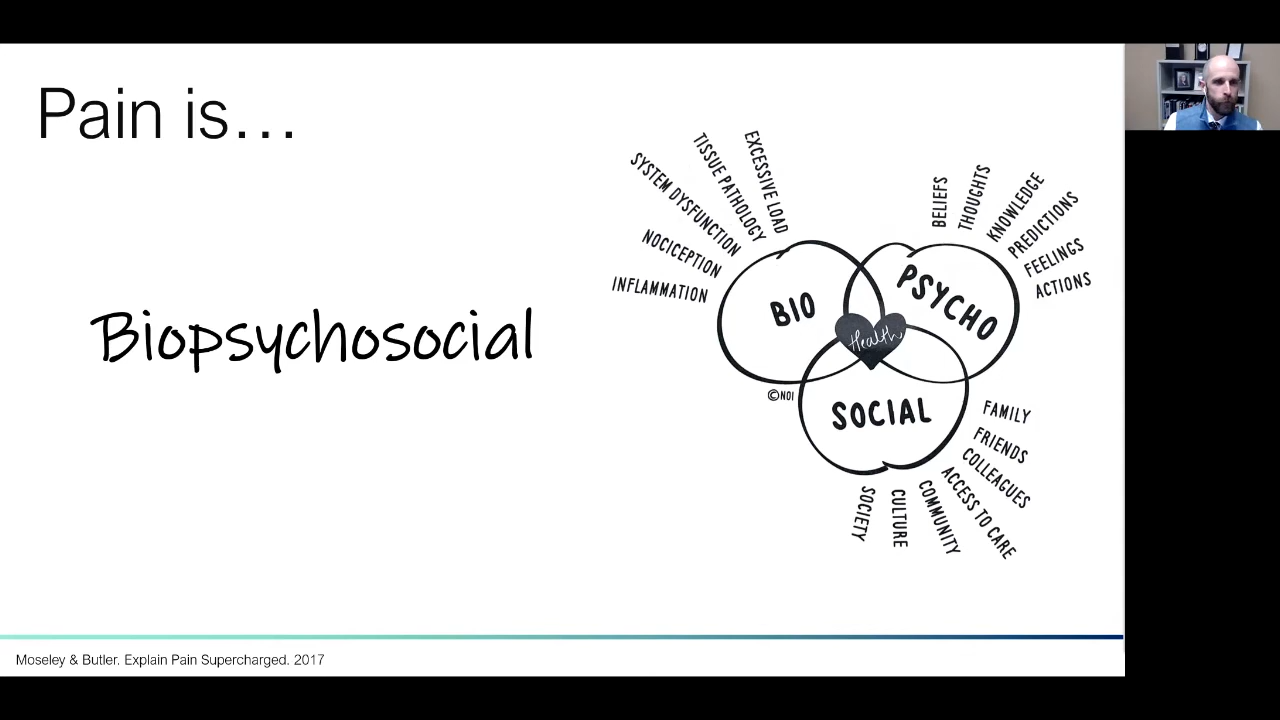 Pain is…
Biopsychosocial
EXCESSIVE LOAD
TISSUE PATHOLOGY
SYSTEM DYSFUNCTION
NOCICEPTION
INFLAMMATION
BELIEFS
THOUGHTS
KNOWLEDGE
PREDICTIONS
FEELINGS
ACTIONS
BIO
PSYCHO
Health
©NOI
SOCIAL
FAMILY
FRIENDS
COLLEAGUES
ACCESS TO CARE
COMMUNITY
CULTURE
SOCIETY
Moseley & Butler. Explain Pain Supercharged. 2017